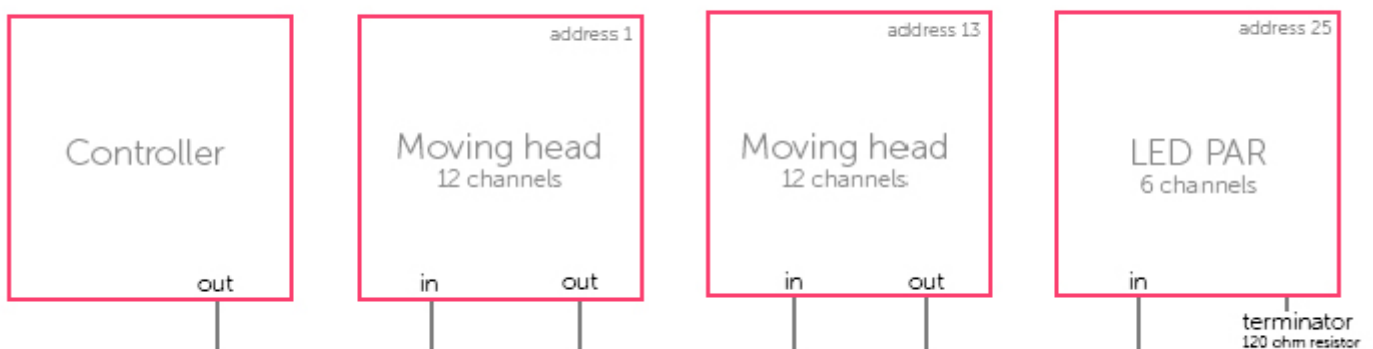 Controller
out
address 1
Moving head
12 channels
in
out
address 13
Moving head
12 channels
in
out
address 25
LED PAR
6 channels
in
terminator
120 ohm resistor